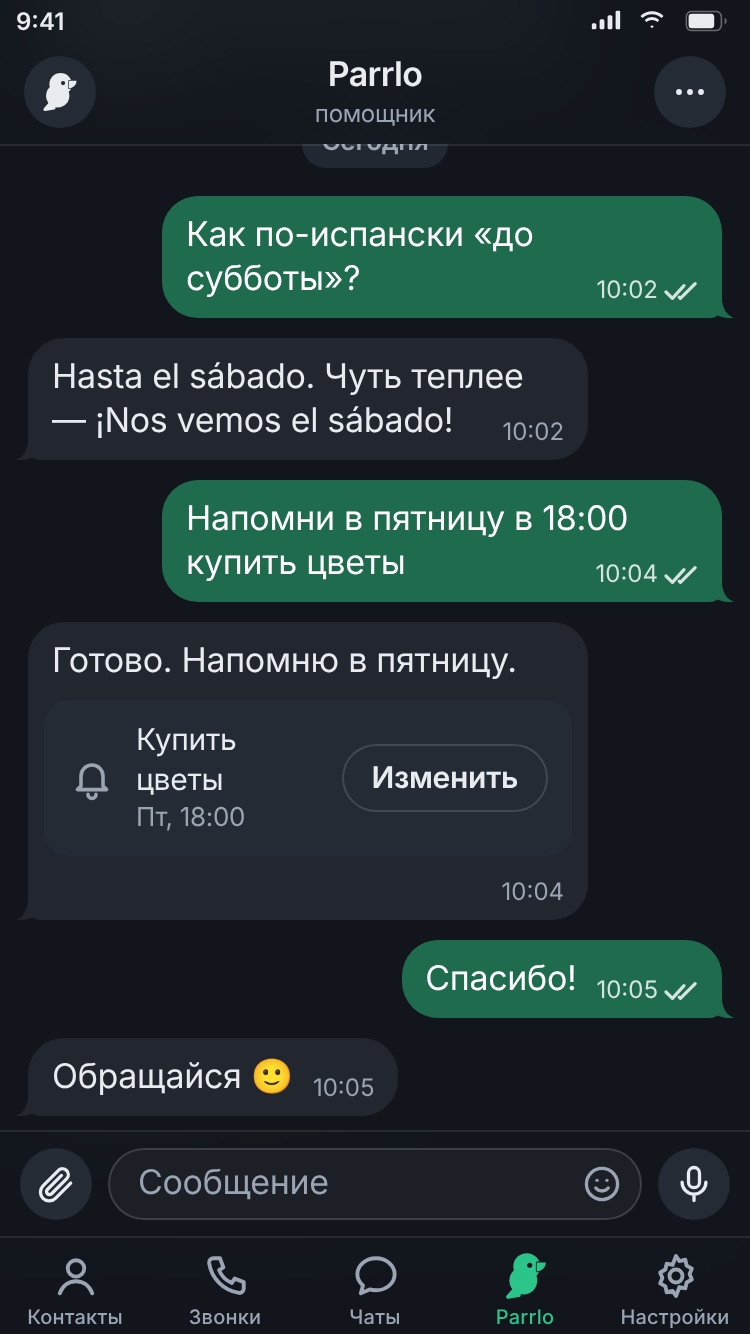 9:41
Parrlo
помощник
Сегодня
Как по-испански «до
субботы»?
10:02
Hasta el sábado. Чуть теплее
— ¡Nos vemos el sábado!
10:02
Напомни в пятницу в 18:00
купить цветы
10:04
Готово. Напомню в пятницу.
Купить
цветы
Пт, 18:00
Изменить
10:04
Спасибо!
10:05
Обращайся 🙂
10:05
Сообщение
Контакты
Звонки
Чаты
Parrlo
Настройки